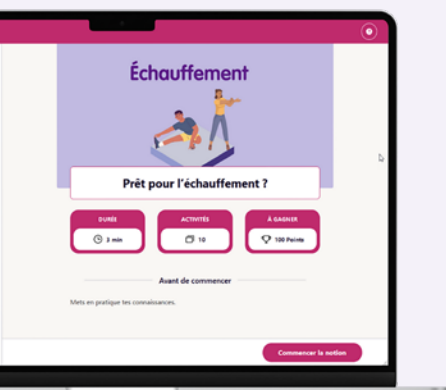 Échauffement
Prêt pour l'échauffement ?
DURÉE
ACTIVITÉS
À GAGNER
3 min
10
100 Points
Avant de commencer
Mets en pratique tes connaissances.
Commencer la notion